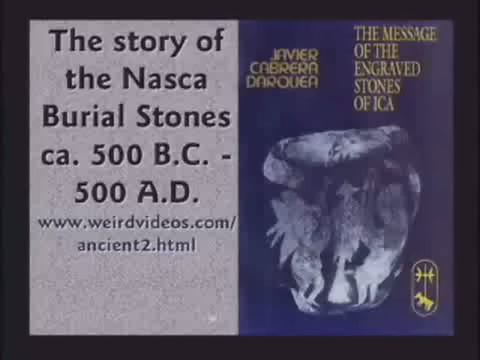 The story of
the Nasca
Burial Stones
ca. 500 B.C. -
500 A.D.
www.weirdvideos.com/
ancient2.html
JAVIER
CABRERA
DARQUEA
THE MESSAGE
OF THE
ENGRAVED
STONES
OF ICA